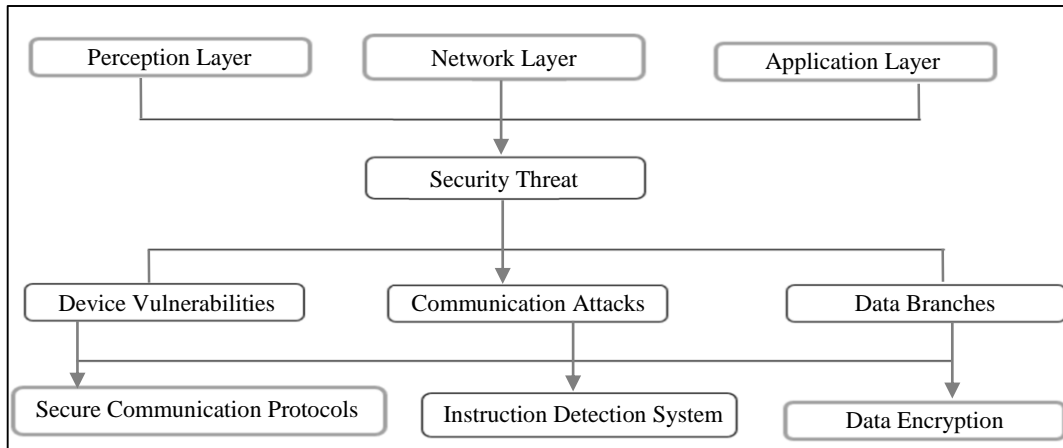 Perception Layer
Network Layer
Application Layer
Security Threat
Device Vulnerabilities
Communication Attacks
Data Branches
Secure Communication Protocols
Instruction Detection System
Data Encryption